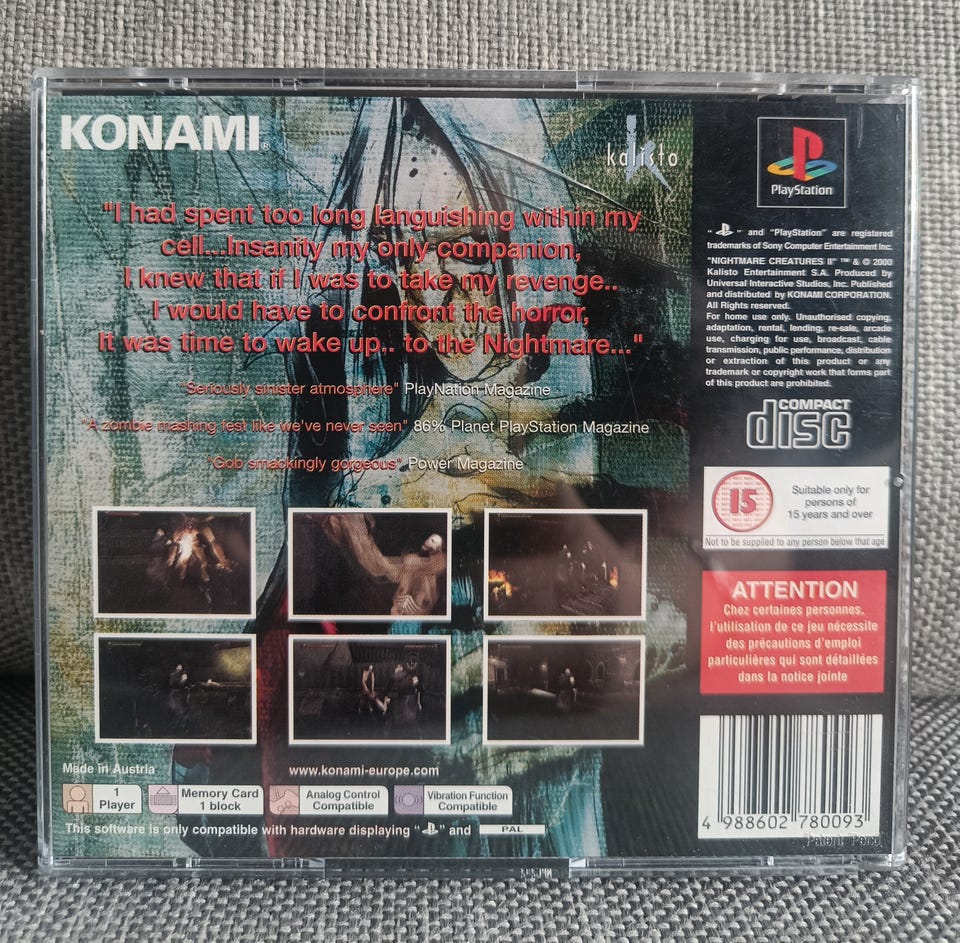 KONAMI®
kalisto
PlayStation
"I had spent too long languishing within my
cell...Insanity my only companion,
I knew that if I was to take my revenge..
I would have to confront the horror,
It was time to wake up.. to the Nightmare..."
"Seriously sinister atmosphere" PlayNation Magazine
"A zombie mashing fest like we've never seen" 86% Planet PlayStation Magazine
"Gob smackingly gorgeous" Power Magazine
" " and "PlayStation" are registered
trademarks of Sony Computer Entertainment Inc.
"NIGHTMARE CREATURES II" ™ & © 2000
Kalisto Entertainment S.A. Produced by
Universal Interactive Studios, Inc. Published
and distributed by KONAMI CORPORATION.
All Rights reserved.
For home use only. Unauthorised copying,
adaptation, rental, lending, re-sale, arcade
use, charging for use, broadcast, cable
transmission, public performance, distribution
or extraction of this product or any
trademark or copyright work that forms part
of this product are prohibited.
COMPACT
disc
15
Suitable only for
persons of
15 years and over
Not to be supplied to any person below that age
ATTENTION
Chez certaines personnes,
l'utilisation de ce jeu nécessite
des précautions d'emploi
particulières qui sont détaillées
dans la notice jointe
Made in Austria
www.konami-europe.com
1
Player
Memory Card
1 block
Analog Control
Compatible
Vibration Function
Compatible
This software is only compatible with hardware displaying " " and PAL
4 988602 780093